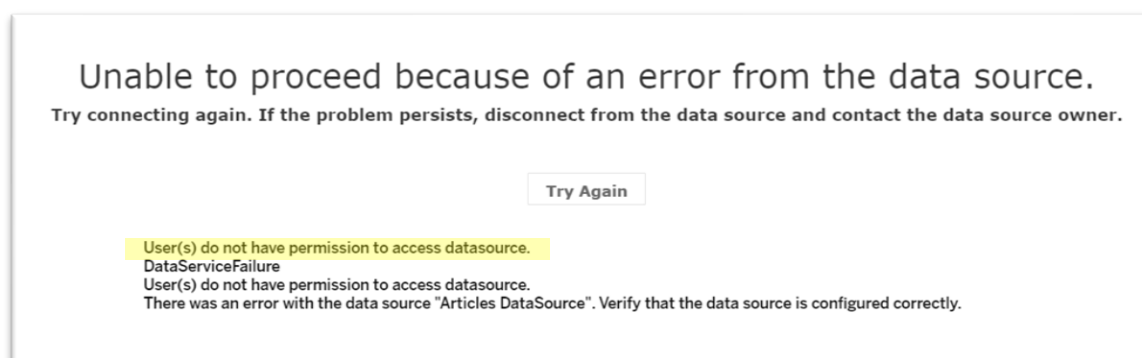 Unable to proceed because of an error from the data source.
Try connecting again. If the problem persists, disconnect from the data source and contact the data source owner.
Try Again
User(s) do not have permission to access datasource.
DataServiceFailure
User(s) do not have permission to access datasource.
There was an error with the data source "Articles DataSource". Verify that the data source is configured correctly.